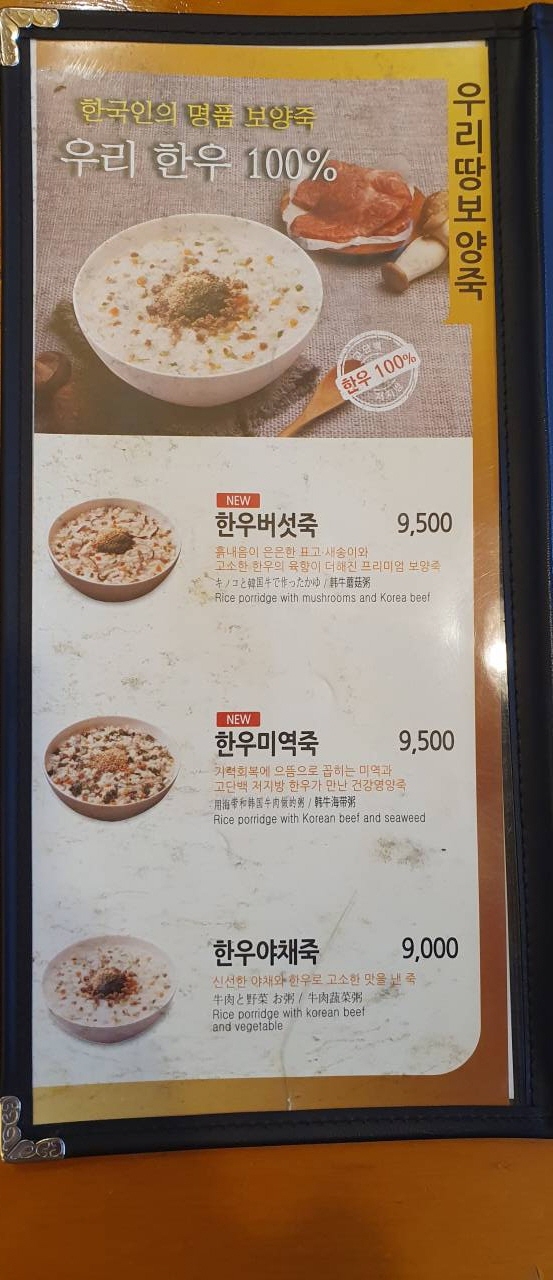 한국인의 명품 보양죽
우리 한우 100%
우리땅보양죽
한우 100%
NEW
한우버섯죽 9,500
흙내음이 은은한 표고·새송이와
고소한 한우의 육향이 더해진 프리미엄 보양죽
キノコと韓国牛で作ったかゆ / 韩牛蘑菇粥
Rice porridge with mushrooms and Korea beef
NEW
한우미역죽 9,500
기력회복에 으뜸으로 꼽히는 미역과
고단백 저지방 한우가 만난 건강영양죽
用海带和韩国牛肉做的粥 / 韩牛海带粥
Rice porridge with Korean beef and seaweed
한우야채죽 9,000
신선한 야채와 한우로 고소한 맛을 낸 죽
牛肉と野菜 お粥 / 牛肉蔬菜粥
Rice porridge with korean beef
and vegetable